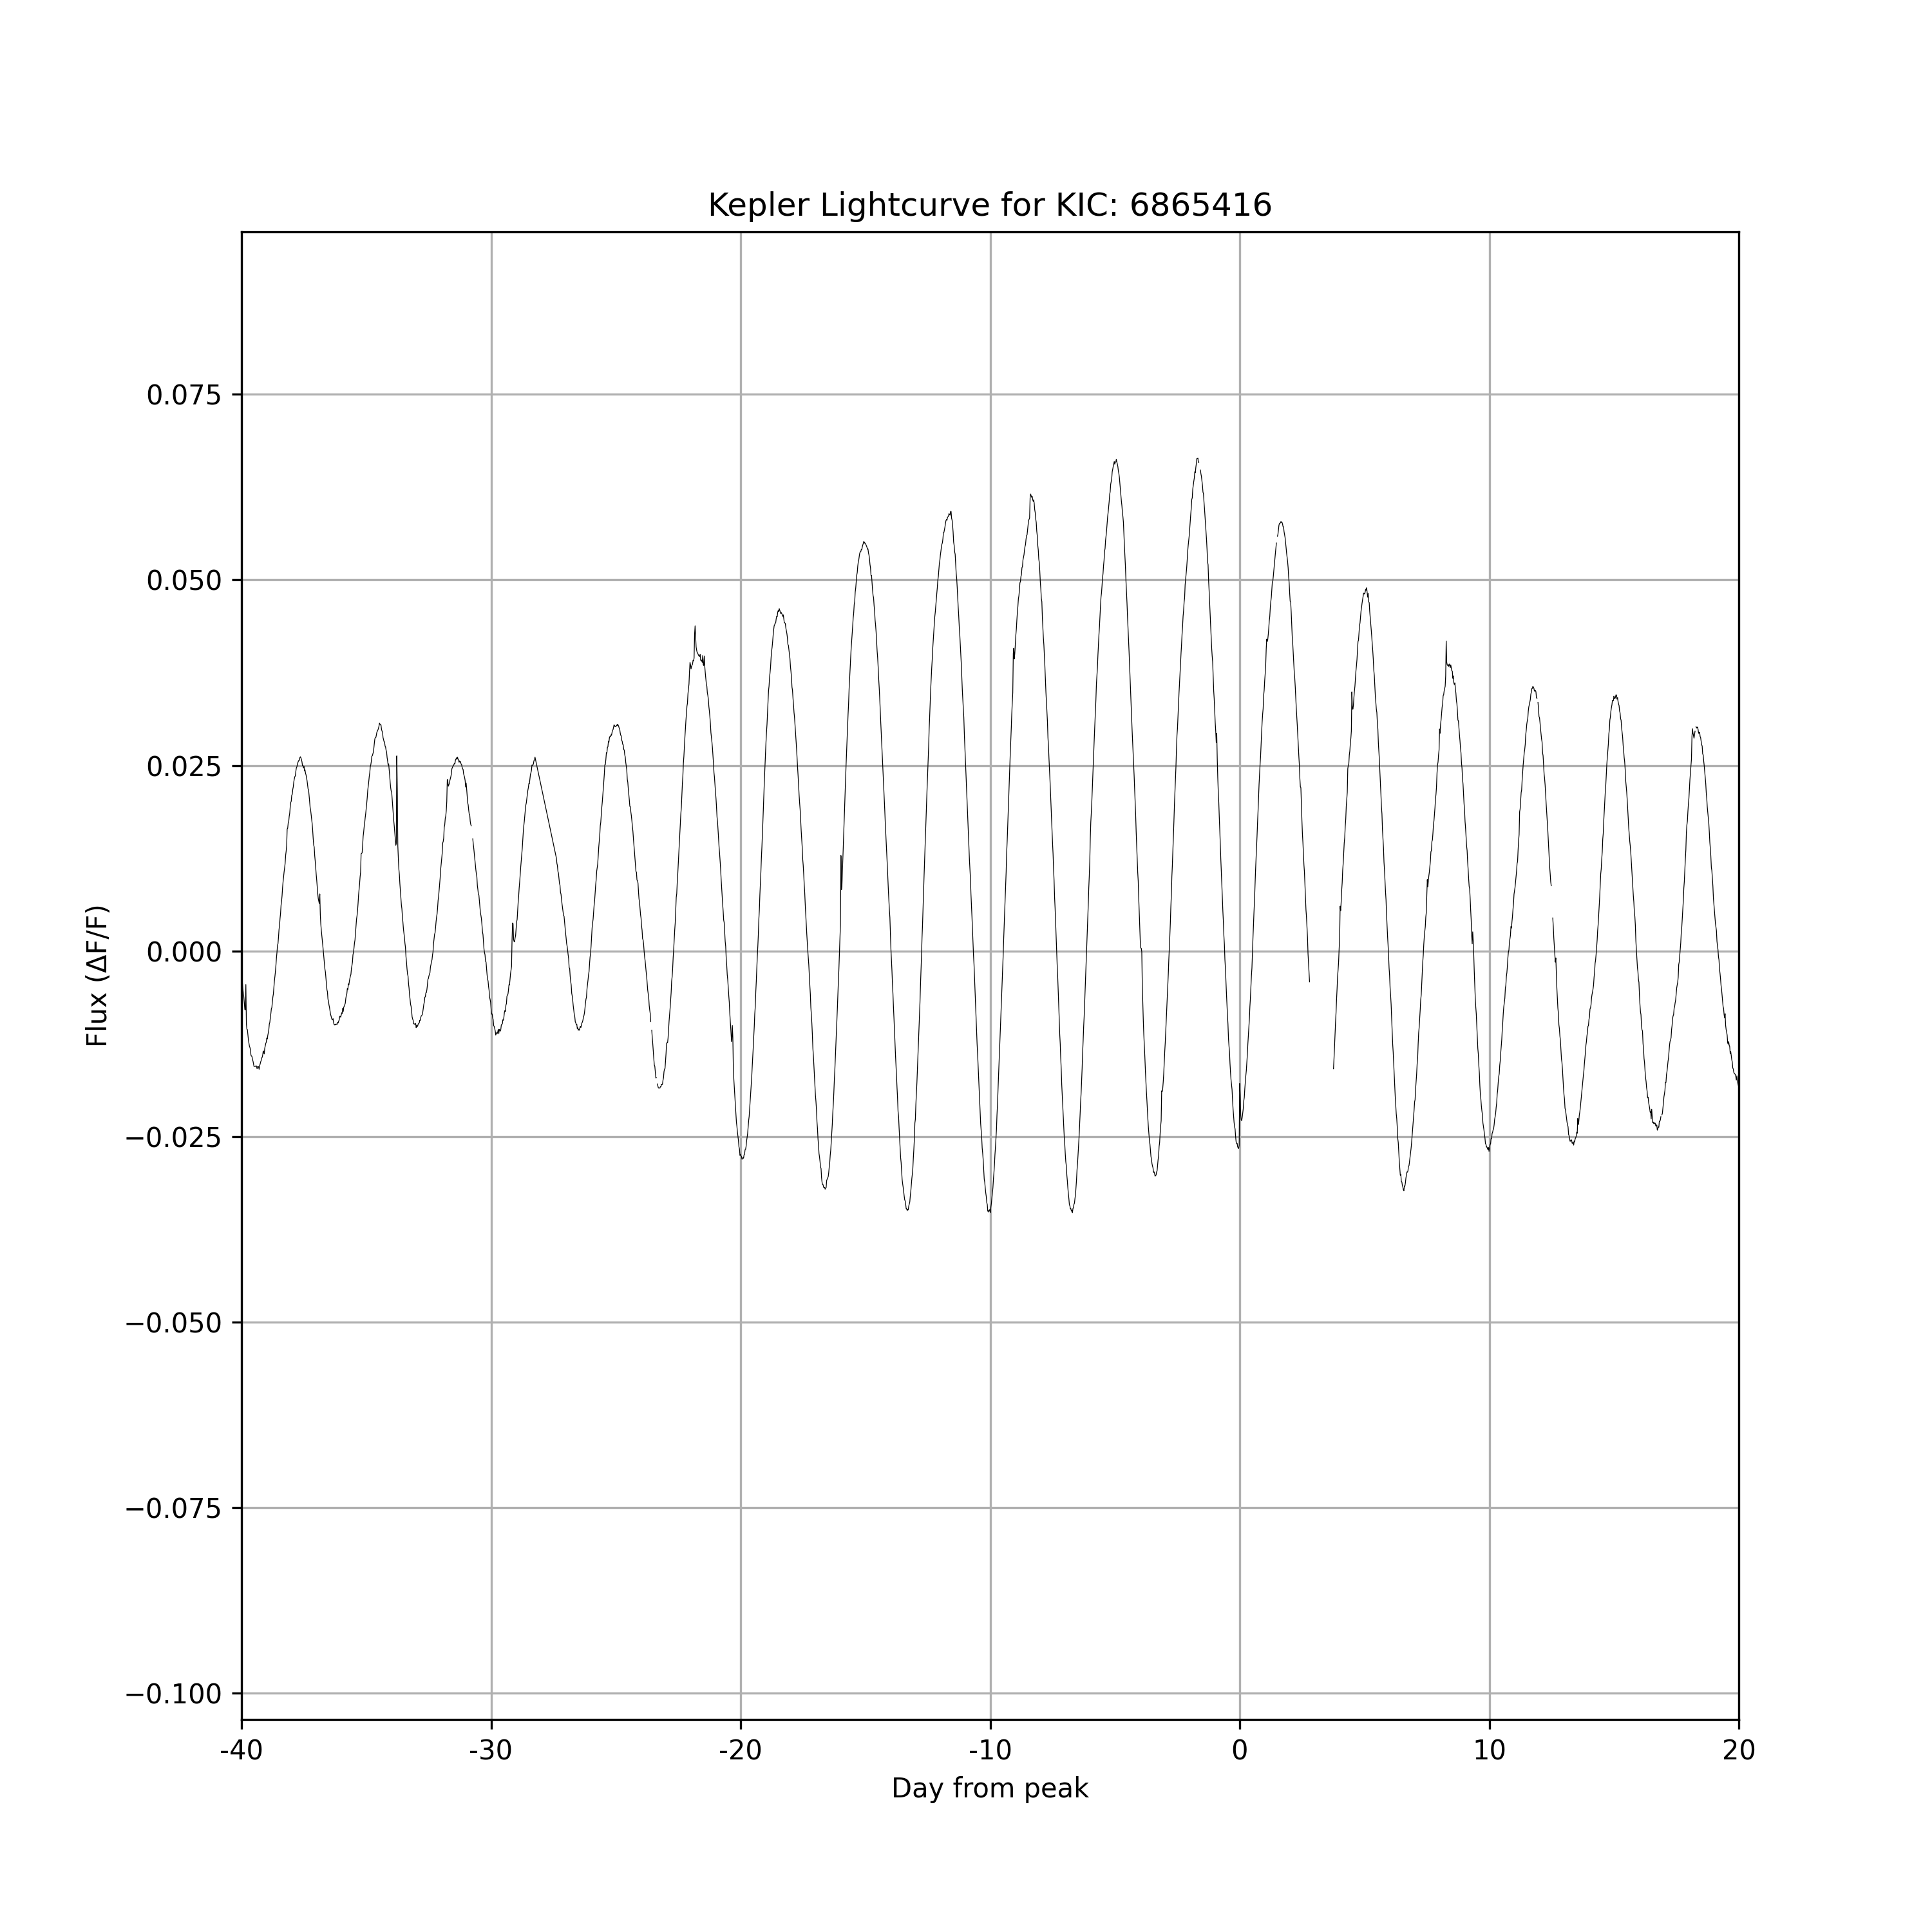 Kepler Lightcurve for KIC: 6865416
0.075
0.050
0.025
0.000
−0.025
−0.050
−0.075
−0.100
Flux (ΔF/F)
-40 -30 -20 -10 0 10 20
Day from peak